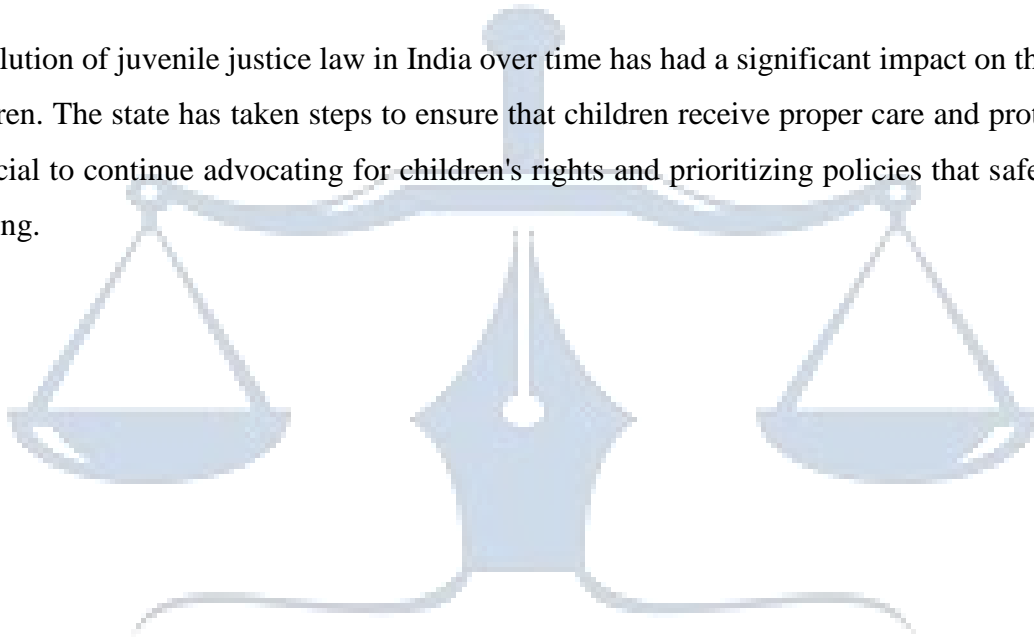 lution of juvenile justice law in India over time has had a significant impact on th
ren. The state has taken steps to ensure that children receive proper care and prot
cial to continue advocating for children's rights and prioritizing policies that safe
ng.